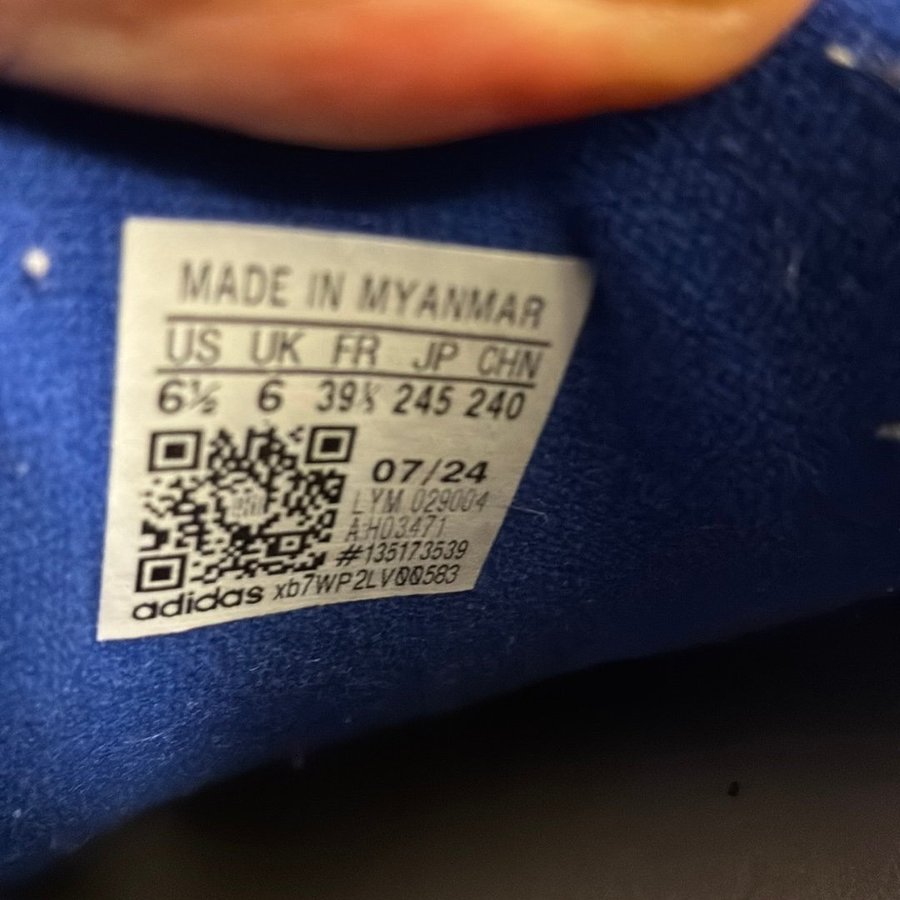 MADE IN MYANMAR
US UK FR JP CHN
6½ 6 39⅓ 245 240
07/24
LYM 029004
AH03471
#135173539
adidas xb7WP2LV00583